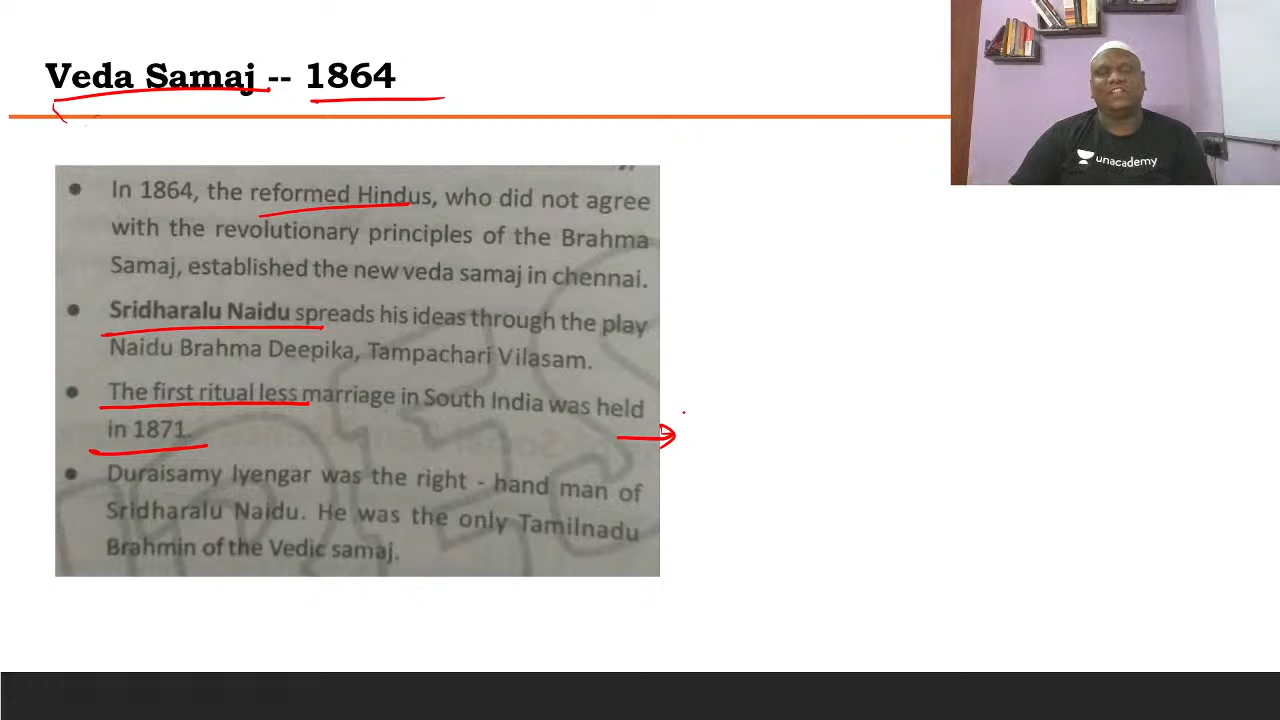 Veda Samaj -- 1864
unacademy
• In 1864, the reformed Hindus, who did not agree
with the revolutionary principles of the Brahma
Samaj, established the new veda samaj in chennai.
• Sridharalu Naidu spreads his ideas through the play
Naidu Brahma Deepika, Tampachari Vilasam.
• The first ritual less marriage in South India was held
in 1871.
• Duraisamy Iyengar was the right - hand man of
Sridharalu Naidu. He was the only Tamilnadu
Brahmin of the Vedic samaj.